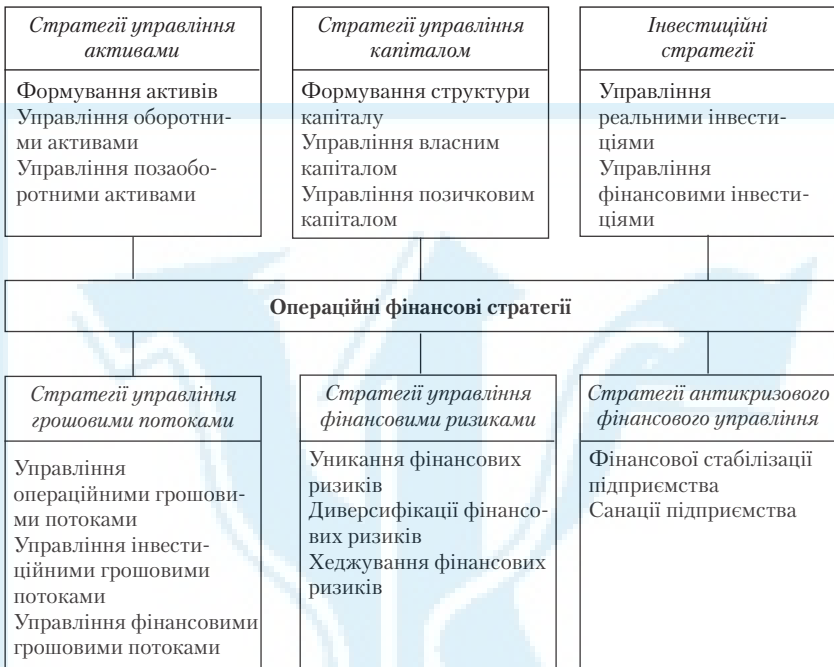 Стратегії управління
активами
Формування активів
Управління оборотни-
ми активами
Управління позаобо-
ротними активами
Стратегії управління
капіталом
Формування структури
капіталу
Управління власним
капіталом
Управління позичковим
капіталом
Інвестиційні
стратегії
Управління
реальними інвести-
ціями
Управління
фінансовими інвести-
ціями
Операційні фінансові стратегії
Стратегії управління
грошовими потоками
Управління
операційними грошови-
ми потоками
Управління інвести-
ційними грошовими
потоками
Управління фінансовими
грошовими потоками
Стратегії управління
фінансовими ризиками
Уникання фінансових
ризиків
Диверсифікації фінансо-
вих ризиків
Хеджування фінансових
ризиків
Стратегії антикризового
фінансового управління
Фінансової стабілізації
підприємства
Санації підприємства